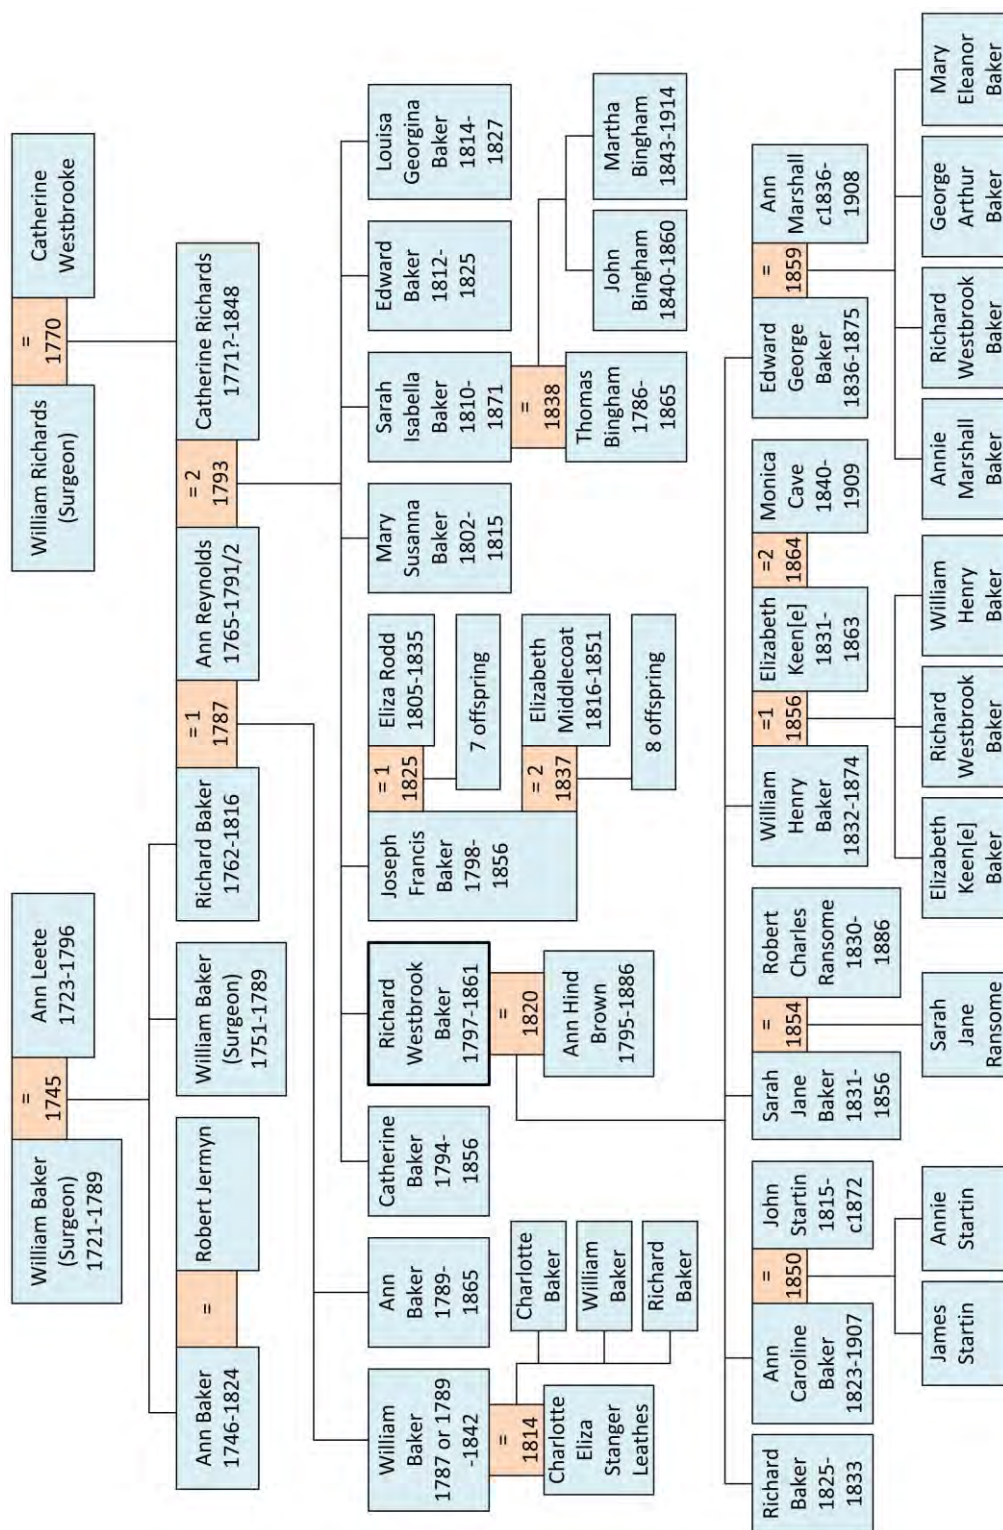 William Baker
(Surgeon)
1721-1789
=
1745
Ann Leete
1723-1796
William Richards
(Surgeon)
=
1770
Catherine
Westbrooke
Ann Baker
1746-1824
=
Robert Jermyn
William Baker
(Surgeon)
1751-1789
Richard Baker
1762-1816
= 1
1787
Ann Reynolds
1765-1791/2
= 2
1793
Catherine Richards
1771?-1848
William
Baker
1787 or 1789
-1842
=
1814
Charlotte
Eliza
Stanger
Leathes
Charlotte
Baker
William
Baker
Richard
Baker
Ann
Baker
1789-
1865
Catherine
Baker
1794-
1856
Richard
Westbrook
Baker
1797-1861
=
1820
Ann Hind
Brown
1795-1886
Joseph
Francis
Baker
1798-
1856
= 1
1825
Eliza Rodd
1805-1835
7 offspring
= 2
1837
Elizabeth
Middlecoat
1816-1851
8 offspring
Mary
Susanna
Baker
1802-
1815
Sarah
Isabella
Baker
1810-
1871
=
1838
Thomas
Bingham
1786-
1865
John
Bingham
1840-1860
Martha
Bingham
1843-1914
Edward
Baker
1812-
1825
Louisa
Georgina
Baker
1814-
1827
Richard
Baker
1825-
1833
Ann
Caroline
Baker
1823-1907
=
1850
John
Startin
1815-
c1872
James
Startin
Annie
Startin
Sarah
Jane
Baker
1831-
1856
=
1854
Robert
Charles
Ransome
1830-
1886
Sarah
Jane
Ransome
William
Henry
Baker
1832-1874
=1
1856
Elizabeth
Keen[e]
1831-
1863
=2
1864
Monica
Cave
1840-
1909
Elizabeth
Keen[e]
Baker
Richard
Westbrook
Baker
William
Henry
Baker
Edward
George
Baker
1836-1875
=
1859
Ann
Marshall
c1836-
1908
Annie
Marshall
Baker
Richard
Westbrook
Baker
George
Arthur
Baker
Mary
Eleanor
Baker